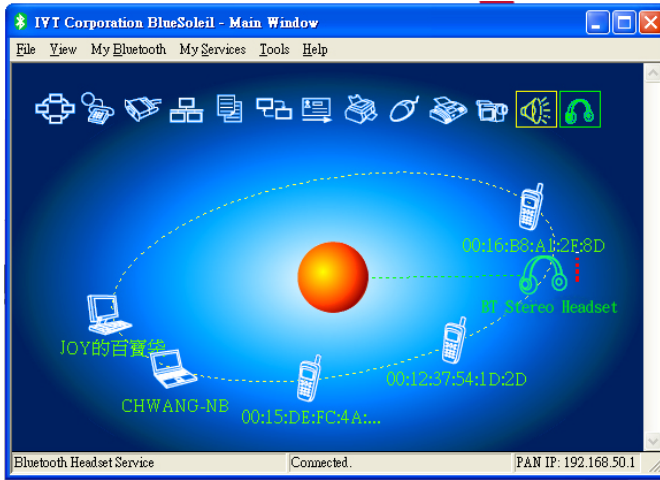 IVT Corporation BlueSoleil - Main Window
File View My Bluetooth My Services Tools Help
00:16:B8:A1:2E:8D
BT Stereo Headset
JOY的百寶袋
00:12:37:54:1D:2D
CHWANG-NB
00:15:DE:FC:4A:...
Bluetooth Headset Service Connected. PAN IP: 192.168.50.1